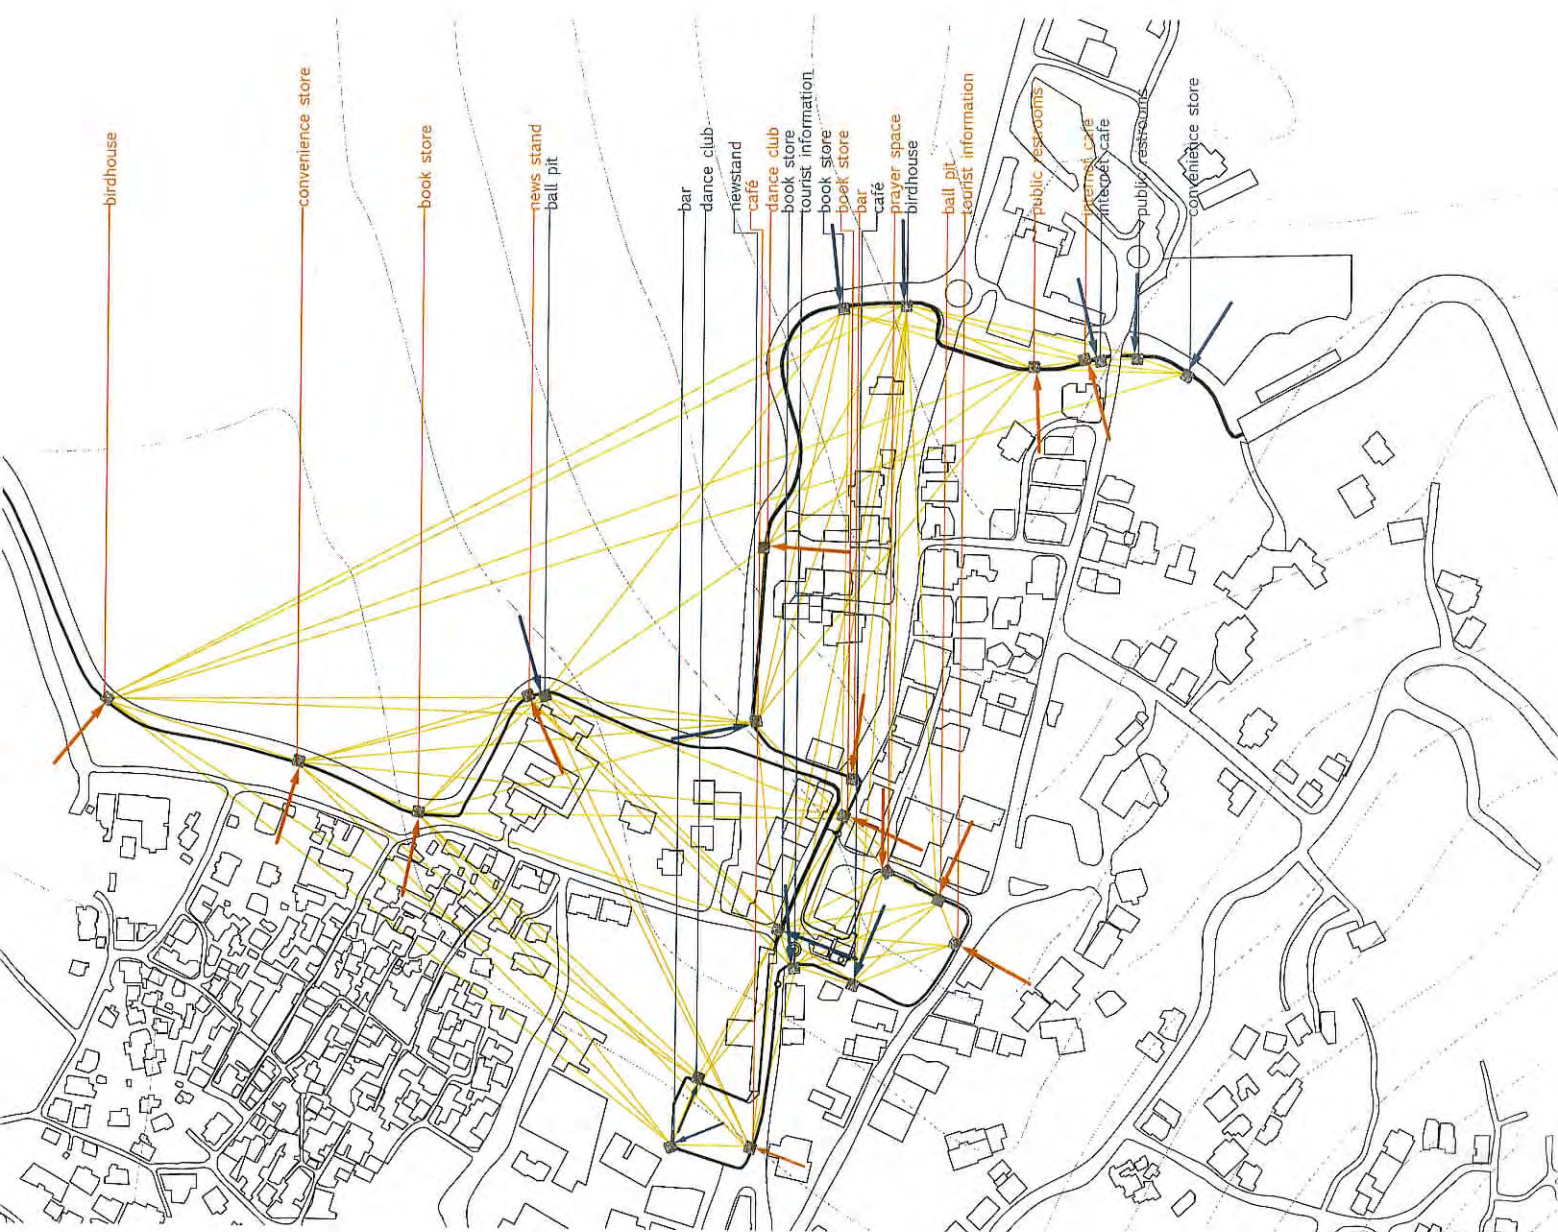 birdhouse
convenience store
book store
news stand
ball pit
bar
dance club
newstand
café
dance club
book store
tourist information
book store
book store
bar
café
prayer space
birdhouse
ball pit
tourist information
public restrooms
internet café
internet cafe
public restrooms
convenience store